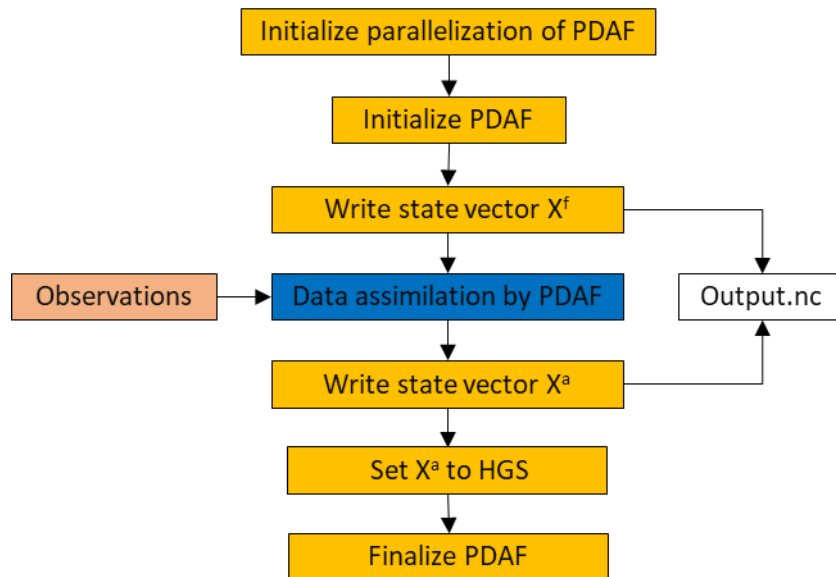 Initialize parallelization of PDAF
Initialize PDAF
Write state vector Xᶠ
Observations
Data assimilation by PDAF
Output.nc
Write state vector Xᵃ
Set Xᵃ to HGS
Finalize PDAF